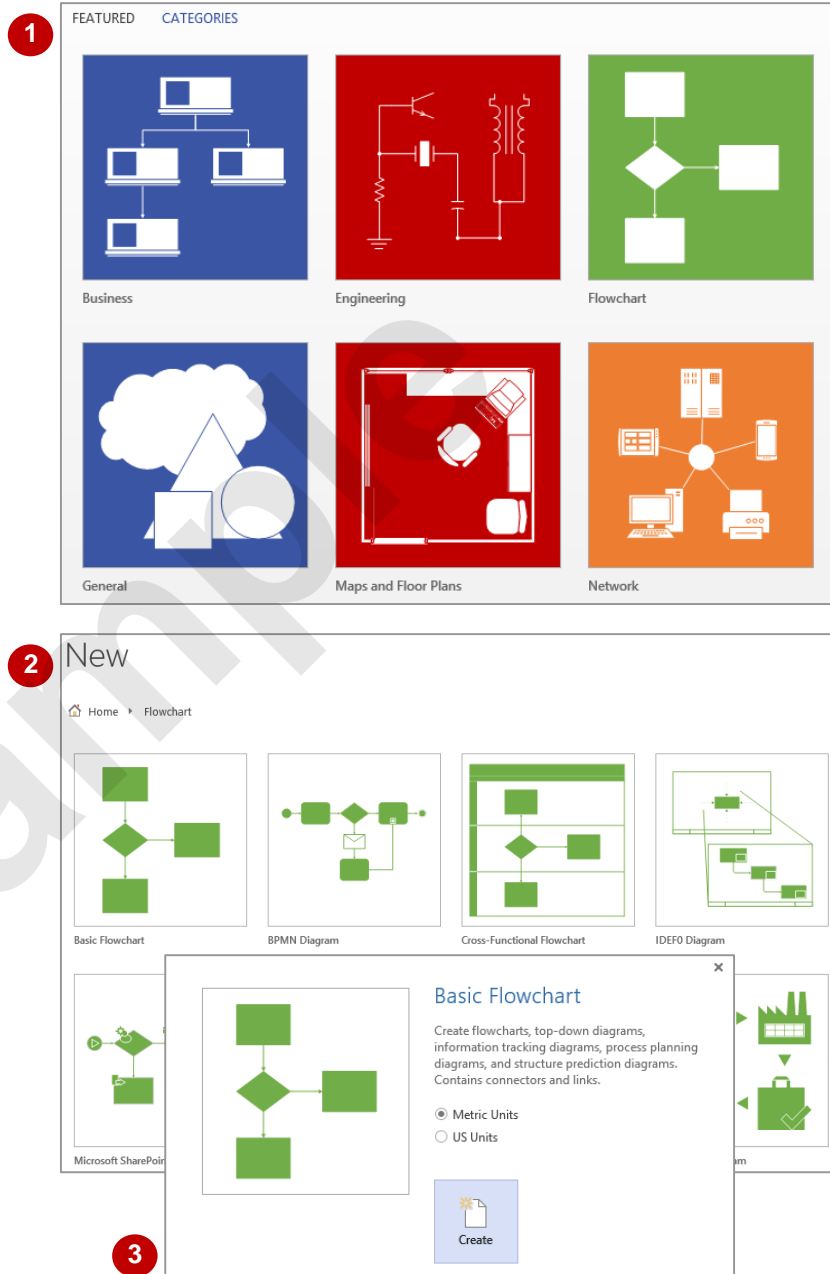 1
FEATURED CATEGORIES
Business Engineering Flowchart
General Maps and Floor Plans Network
2
New
Home Flowchart
Basic Flowchart BPMN Diagram Cross-Functional Flowchart IDEF0 Diagram
×
Basic Flowchart
Create flowcharts, top-down diagrams,
information tracking diagrams, process planning
diagrams, and structure prediction diagrams.
Contains connectors and links.
Metric Units
US Units
Microsoft
Create
3
ample